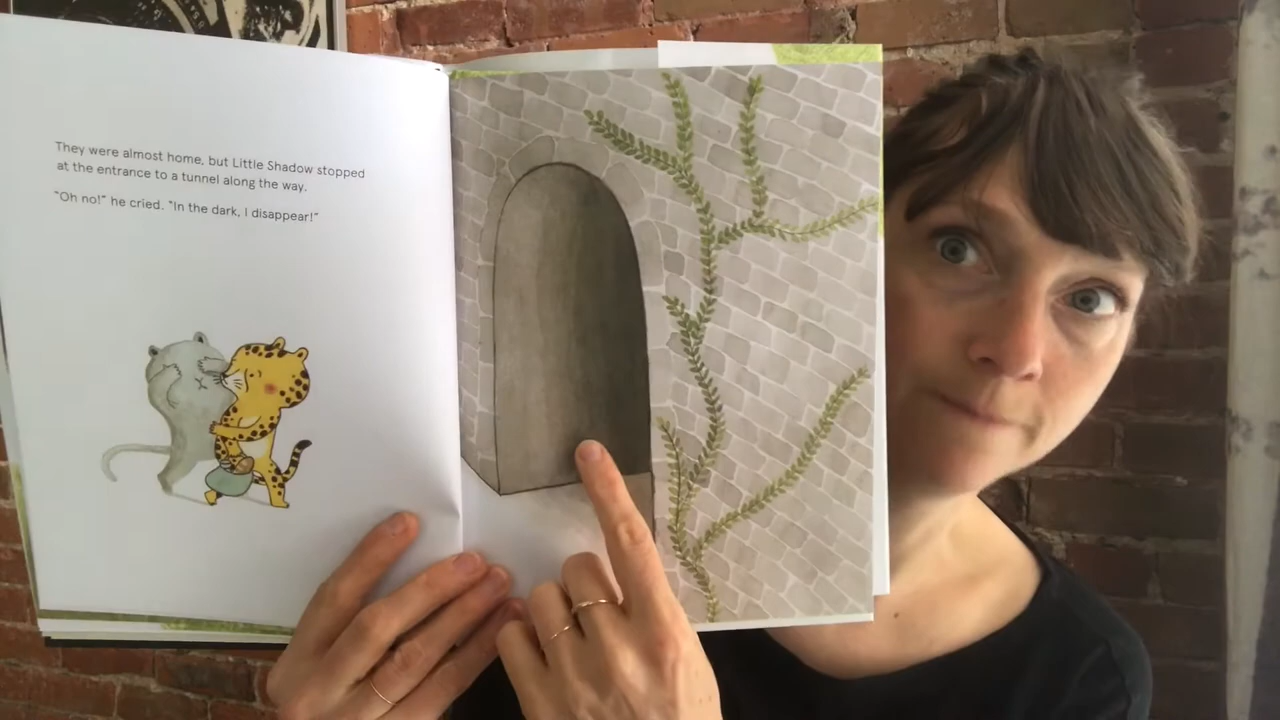 They were almost home, but Little Shadow stopped
at the entrance to a tunnel along the way.
“Oh no!” he cried. “In the dark, I disappear!”